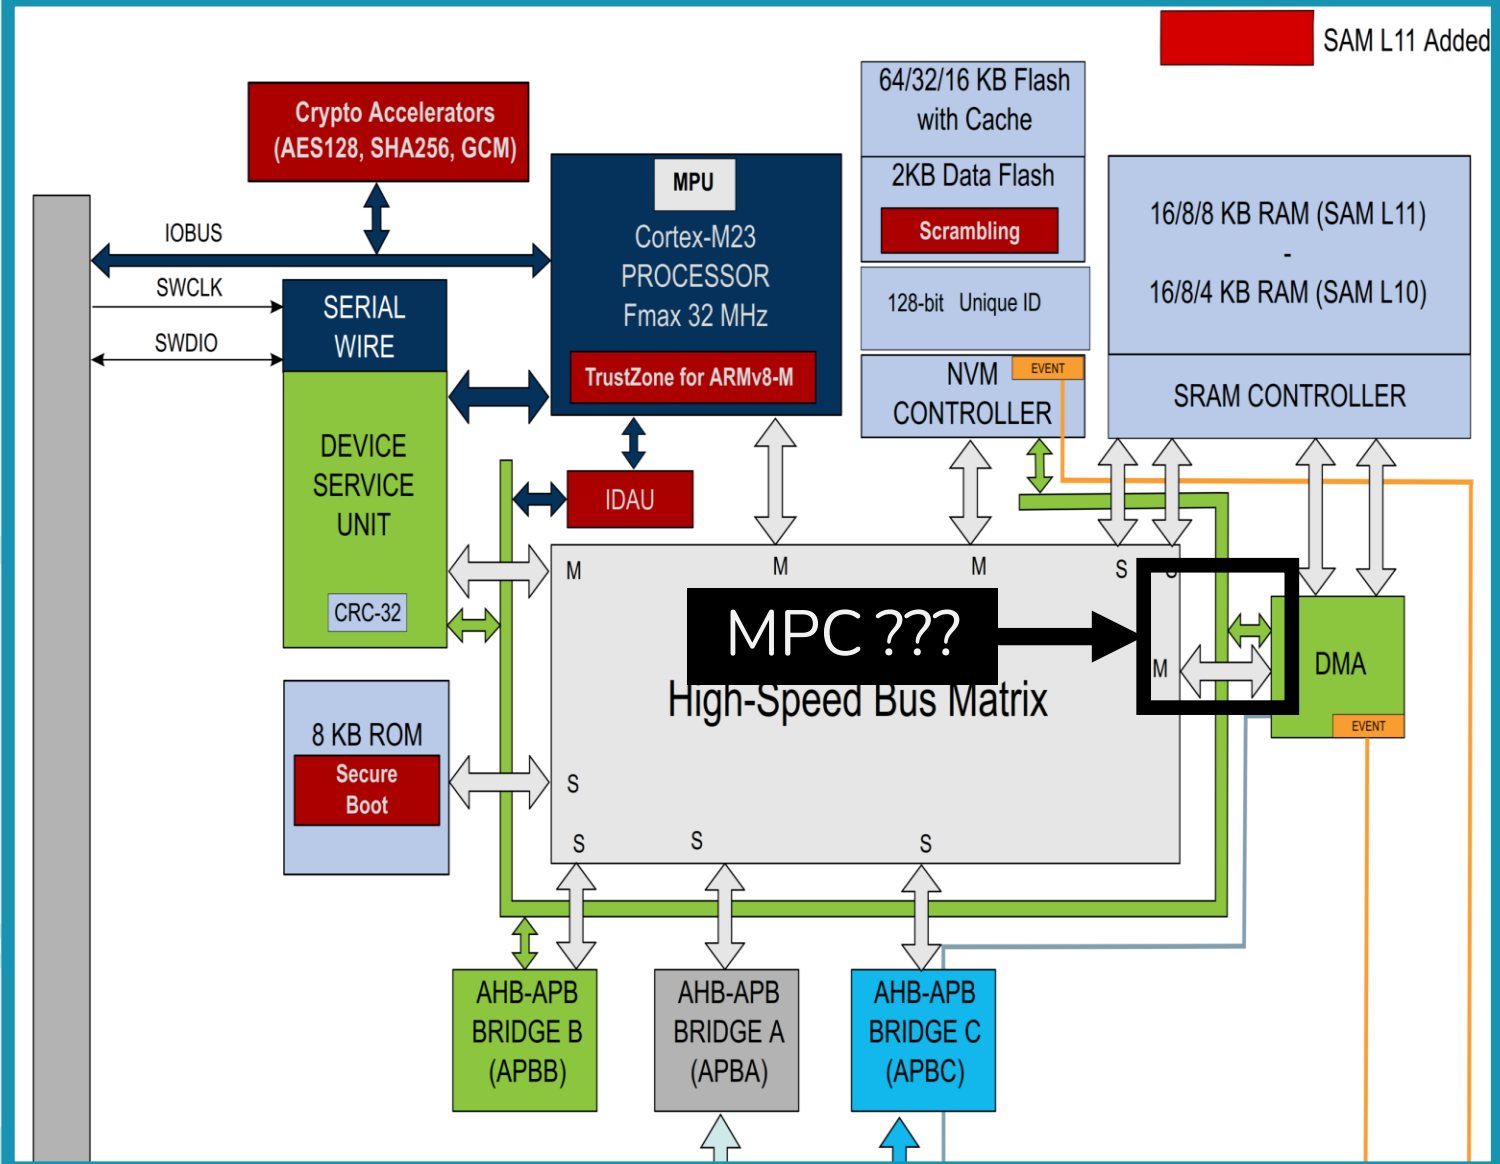 SAM L11 Added
Crypto Accelerators
(AES128, SHA256, GCM)
64/32/16 KB Flash
with Cache
2KB Data Flash
Scrambling
MPU
Cortex-M23
PROCESSOR
Fmax 32 MHz
TrustZone for ARMv8-M
16/8/8 KB RAM (SAM L11)
-
16/8/4 KB RAM (SAM L10)
SRAM CONTROLLER
128-bit Unique ID
NVM
CONTROLLER
EVENT
IOBUS
SWCLK
SWDIO
SERIAL
WIRE
DEVICE
SERVICE
UNIT
CRC-32
IDAU
M
M
M
S
MPC ???
High-Speed Bus Matrix
M
DMA
EVENT
8 KB ROM
Secure
Boot
S
S
S
S
AHB-APB
BRIDGE B
(APBB)
AHB-APB
BRIDGE A
(APBA)
AHB-APB
BRIDGE C
(APBC)